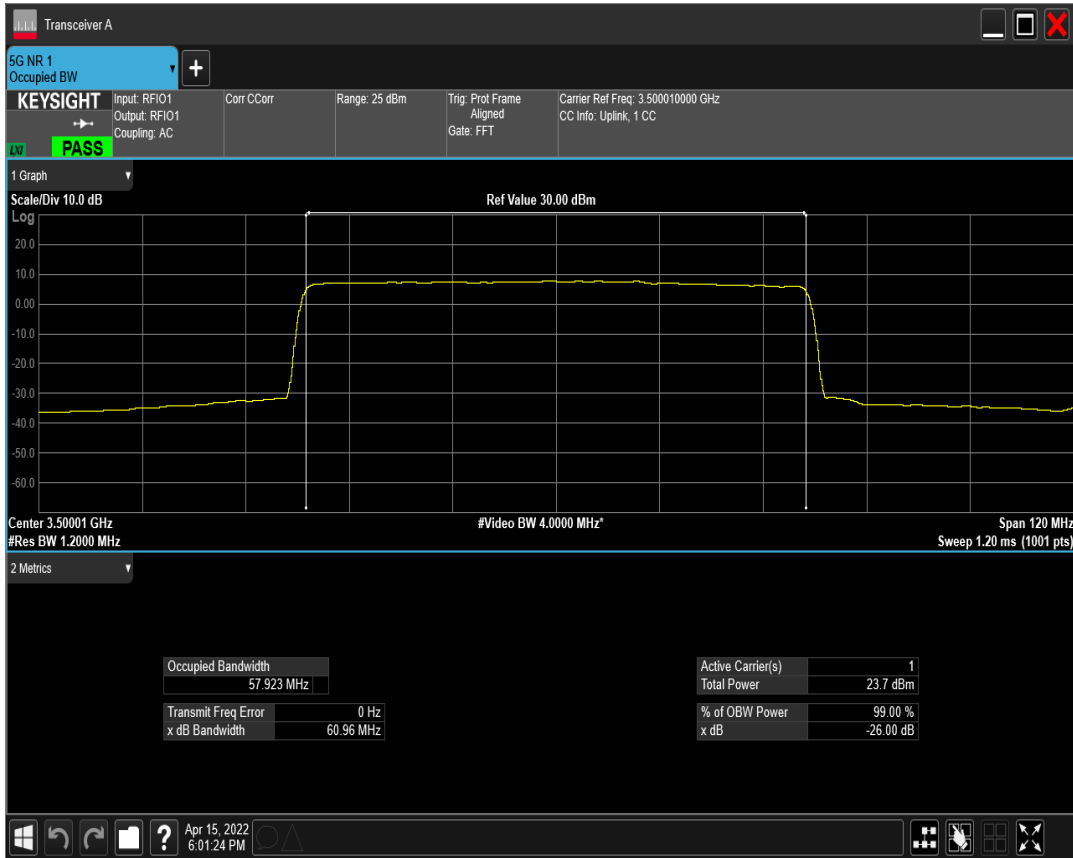 Transceiver A
5G NR 1
Occupied BW
KEYSIGHT
LXI
PASS
Input: RFIO1
Output: RFIO1
Coupling: AC
Corr CCorr
Range: 25 dBm
Trig: Prot Frame
Aligned
Gate: FFT
Carrier Ref Freq: 3.500010000 GHz
CC Info: Uplink, 1 CC
1 Graph
Scale/Div 10.0 dB
Ref Value 30.00 dBm
Log
20.0
10.0
0.00
-10.0
-20.0
-30.0
-40.0
-50.0
-60.0
Center 3.50001 GHz
#Video BW 4.0000 MHz*
Span 120 MHz
#Res BW 1.2000 MHz
Sweep 1.20 ms (1001 pts)
2 Metrics
Occupied Bandwidth
57.923 MHz
Transmit Freq Error 0 Hz
x dB Bandwidth 60.96 MHz
Active Carrier(s) 1
Total Power 23.7 dBm
% of OBW Power 99.00 %
x dB -26.00 dB
?
Apr 15, 2022
6:01:24 PM